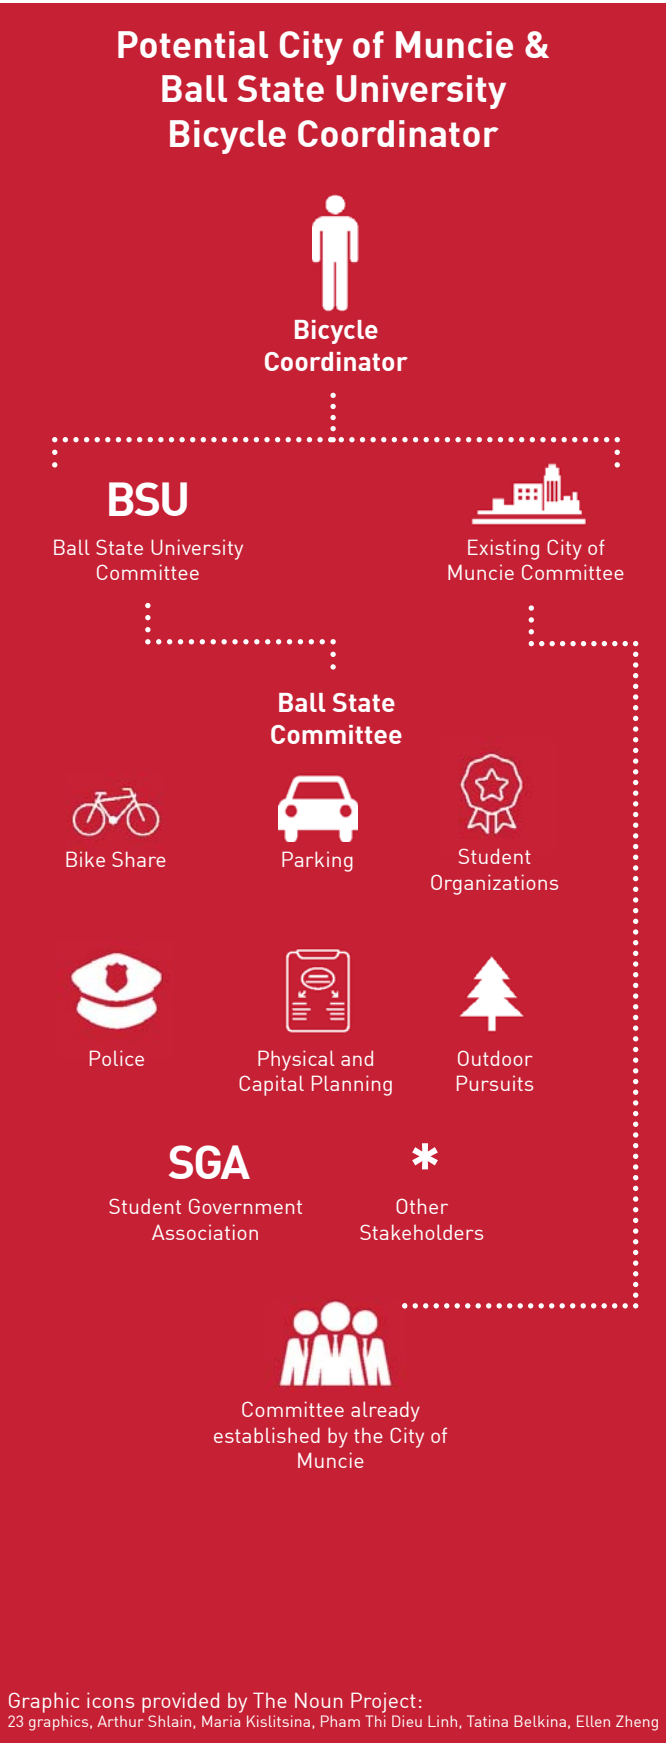 Potential City of Muncie &
Ball State University
Bicycle Coordinator
Bicycle
Coordinator
BSU
Ball State University
Committee
Existing City of
Muncie Committee
Ball State
Committee
Bike Share
Parking
Student
Organizations
Police
Physical and
Capital Planning
Outdoor
Pursuits
SGA
Student Government
Association
*
Other
Stakeholders
Committee already
established by the City of
Muncie
Graphic icons provided by The Noun Project:
23 graphics, Arthur Shlain, Maria Kislitsina, Pham Thi Dieu Linh, Tatina Belkina, Ellen Zheng